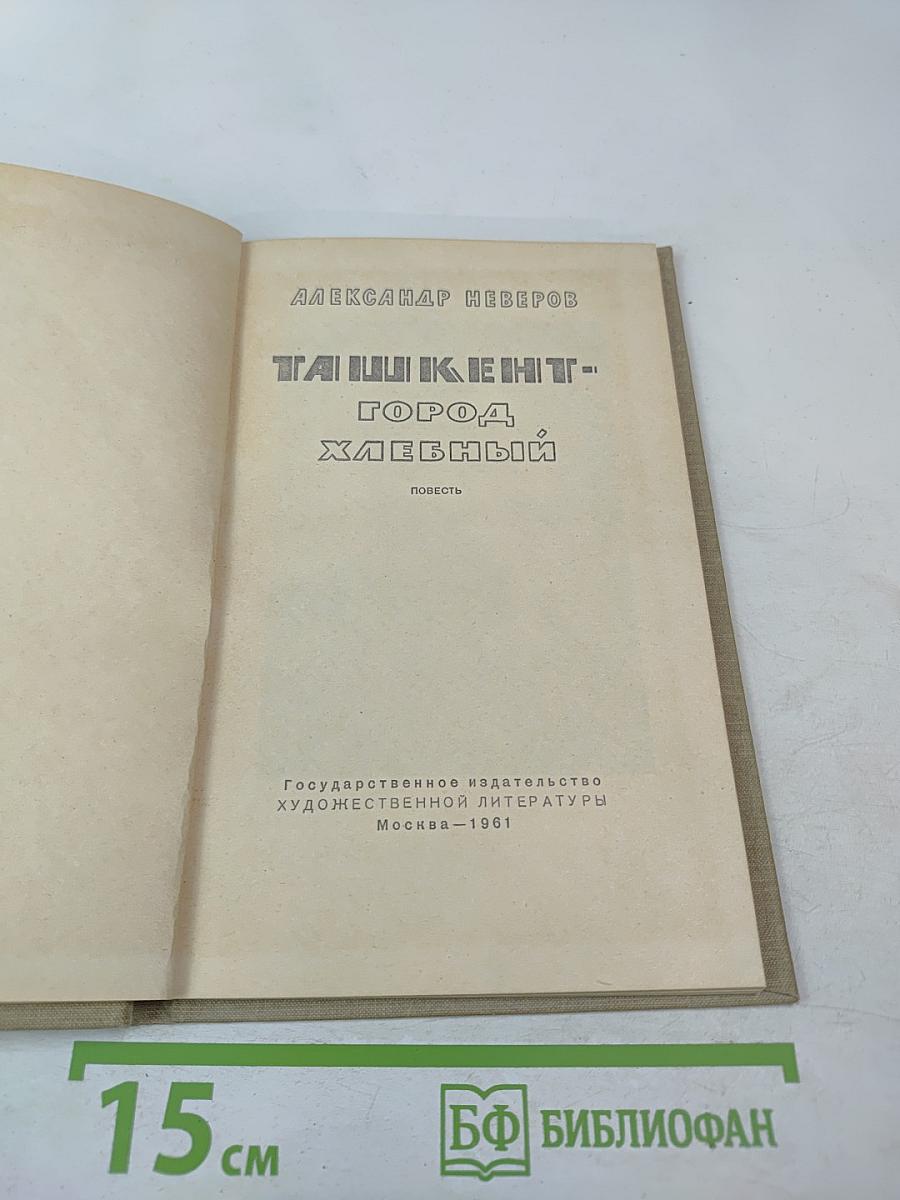 АЛЕКСАНДР НЕВЕРОВ
ТАШКЕНТ-
ГОРОД
ХЛЕБНЫЙ
ПОВЕСТЬ
Государственное издательство
ХУДОЖЕСТВЕННОЙ ЛИТЕРАТУРЫ
Москва—1961
15 см
БФ БИБЛИОФАН